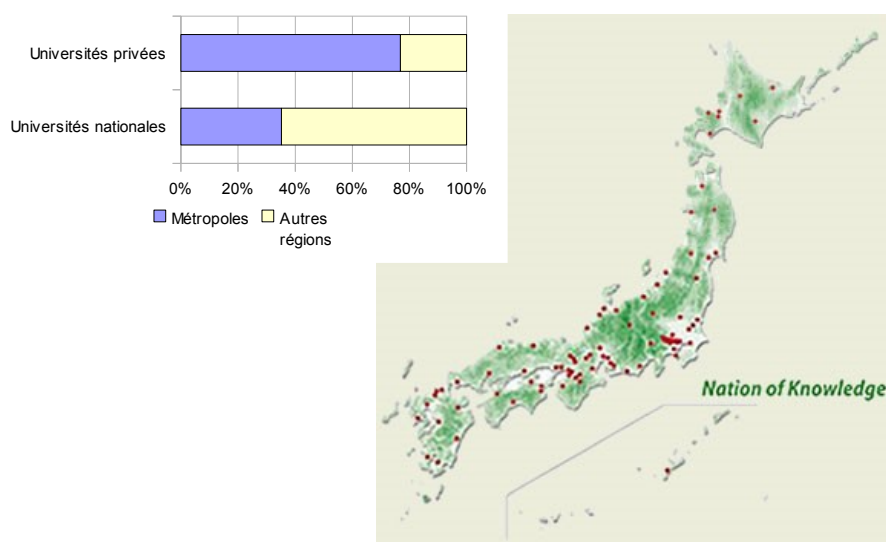 Universités privées
Universités nationales
0% 20% 40% 60% 80% 100%
Métropoles Autres
régions
Nation of Knowledge